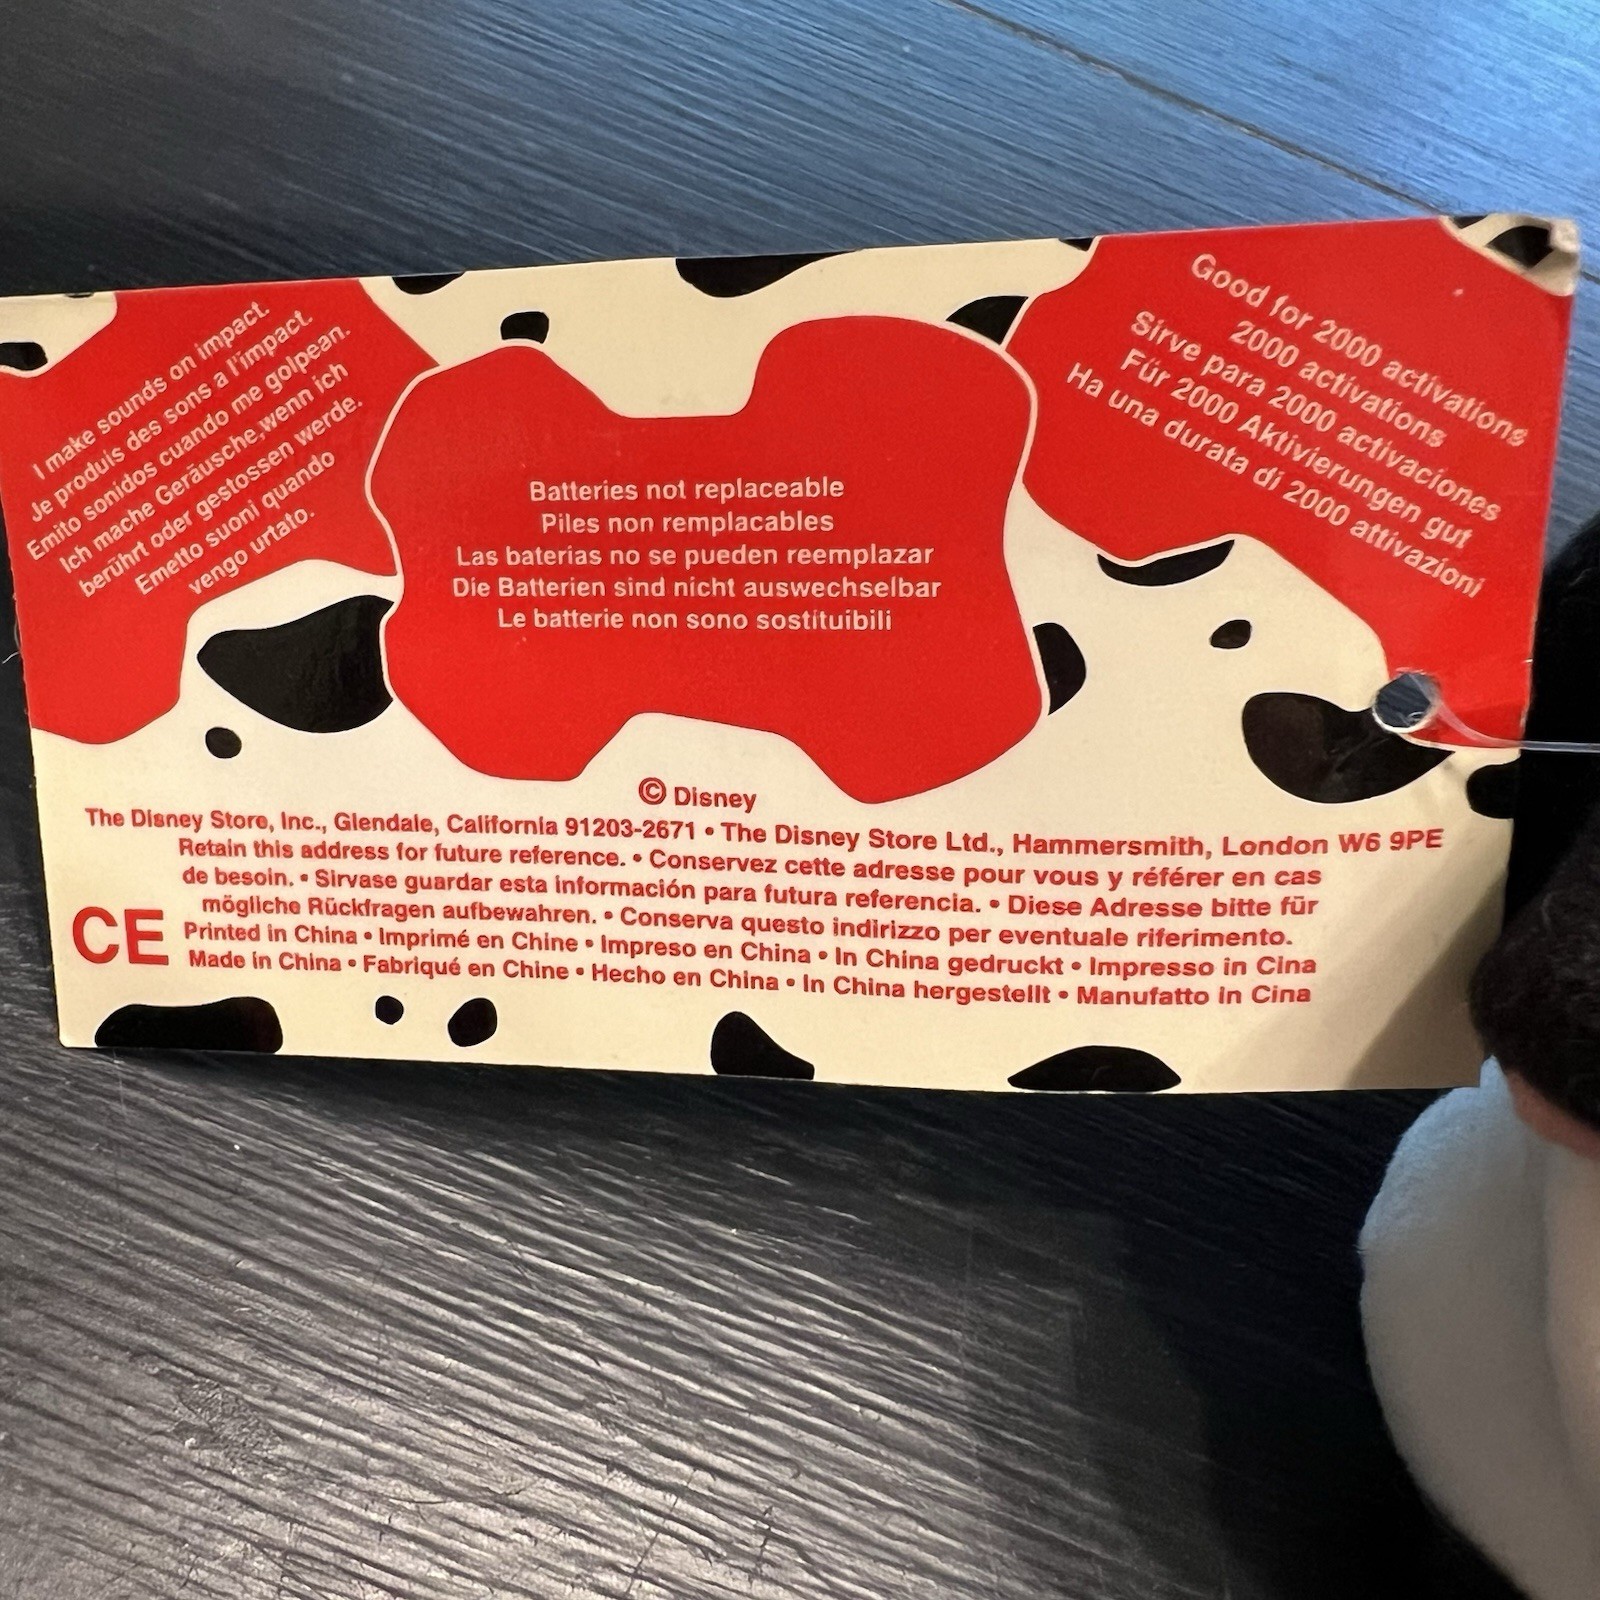 I make sounds on impact.
Je produis des sons a l'impact.
Emito sonidos cuando me golpean.
Ich mache Geräusche,wenn ich
berührt oder gestossen werde.
Emetto suoni quando
vengo urtato.
Batteries not replaceable
Piles non remplacables
Las baterias no se pueden reemplazar
Die Batterien sind nicht auswechselbar
Le batterie non sono sostituibili
Good for 2000 activations
2000 activations
Sirve para 2000 activaciones
Für 2000 Aktivierungen gut
Ha una durata di 2000 attivazioni
© Disney
The Disney Store, Inc., Glendale, California 91203-2671 • The Disney Store Ltd., Hammersmith, London W6 9PE
Retain this address for future reference. • Conservez cette adresse pour vous y référer en cas
de besoin. • Sirvase guardar esta información para futura referencia. • Diese Adresse bitte für
mögliche Rückfragen aufbewahren. • Conserva questo indirizzo per eventuale riferimento.
CE
Printed in China • Imprimé en Chine • Impreso en China • In China gedruckt • Impresso in Cina
Made in China • Fabriqué en Chine • Hecho en China • In China hergestellt • Manufatto in Cina